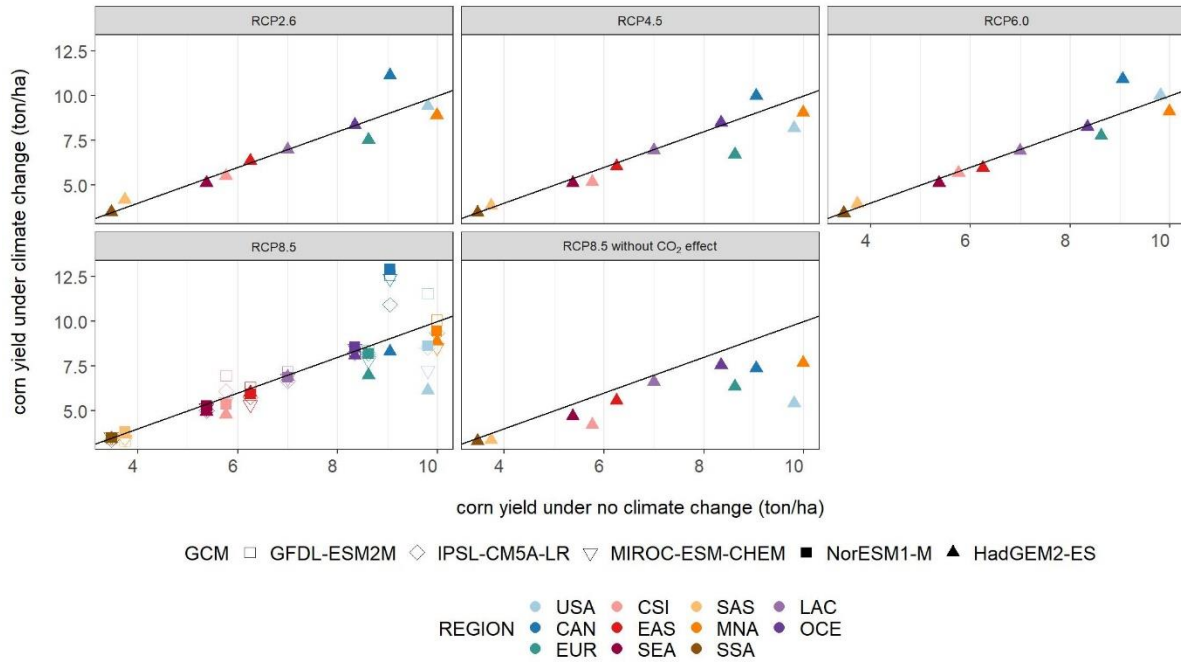 RCP2.6 RCP4.5 RCP6.0
12.5
10.0
7.5
5.0
4 6 8 10
RCP8.5 RCP8.5 without CO₂ effect
12.5
10.0
7.5
5.0
4 6 8 10 4 6 8 10
corn yield under climate change (ton/ha)
corn yield under no climate change (ton/ha)
GCM GFDL-ESM2M IPSL-CM5A-LR MIROC-ESM-CHEM NorESM1-M HadGEM2-ES
USA CSI SAS LAC
REGION CAN EAS MNA OCE
EUR SEA SSA